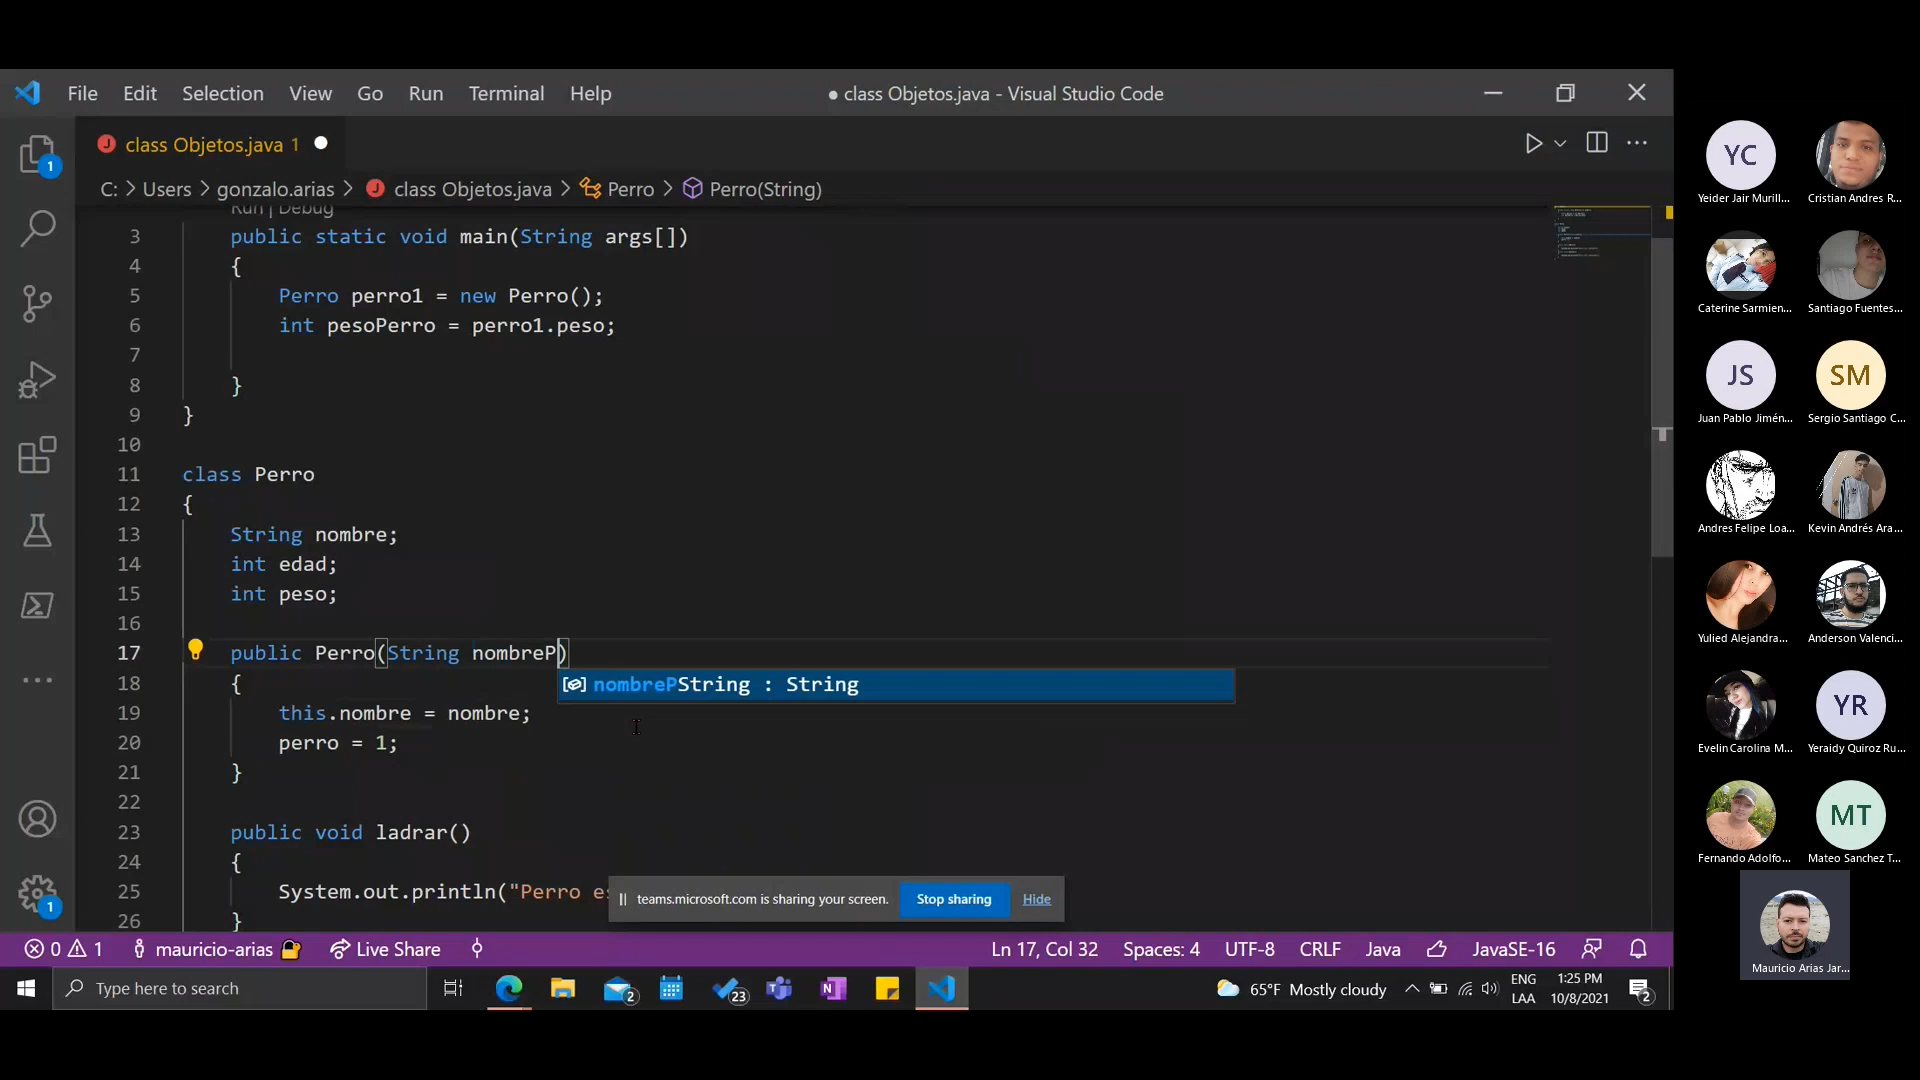 File Edit Selection View Go Run Terminal Help
● class Objetos.java - Visual Studio Code
class Objetos.java 1
C: > Users > gonzalo.arias > class Objetos.java > Perro > Perro(String)
Run | Debug
3 public static void main(String args[])
4 {
5 Perro perro1 = new Perro();
6 int pesoPerro = perro1.peso;
7
8 }
9 }
10
11 class Perro
12 {
13 String nombre;
14 int edad;
15 int peso;
16
17 public Perro(String nombreP)
nombrePString : String
18 {
19 this.nombre = nombre;
20 perro = 1;
21 }
22
23 public void ladrar()
24 {
25 System.out.println("Perro es
26 }
teams.microsoft.com is sharing your screen. Stop sharing Hide
1
1
0 1 mauricio-arias Live Share
Ln 17, Col 32 Spaces: 4 UTF-8 CRLF Java JavaSE-16
Type here to search
2
23
65°F Mostly cloudy
ENG
LAA
1:25 PM
10/8/2021
2
YC
Yeider Jair Murill...
Cristian Andres R...
Caterine Sarmien...
Santiago Fuentes...
JS
Juan Pablo Jimén...
SM
Sergio Santiago C...
Andres Felipe Loa...
Kevin Andrés Ara...
Yulied Alejandra...
Anderson Valenci...
Evelin Carolina M...
YR
Yeraidy Quiroz Ru...
Fernando Adolfo...
MT
Mateo Sanchez T...
Mauricio Arias Jar...